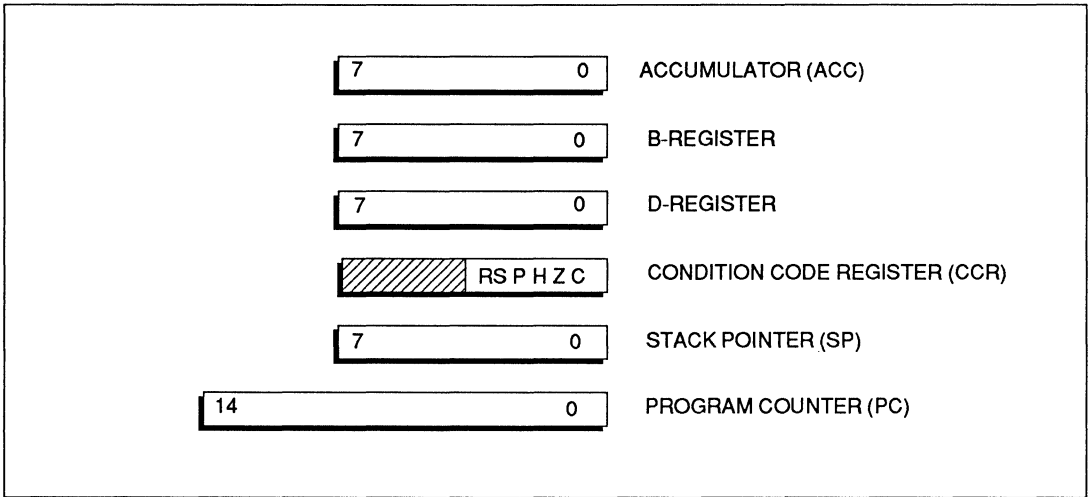 7 0 ACCUMULATOR (ACC)
7 0 B-REGISTER
7 0 D-REGISTER
RS P H Z C CONDITION CODE REGISTER (CCR)
7 0 STACK POINTER (SP)
14 0 PROGRAM COUNTER (PC)